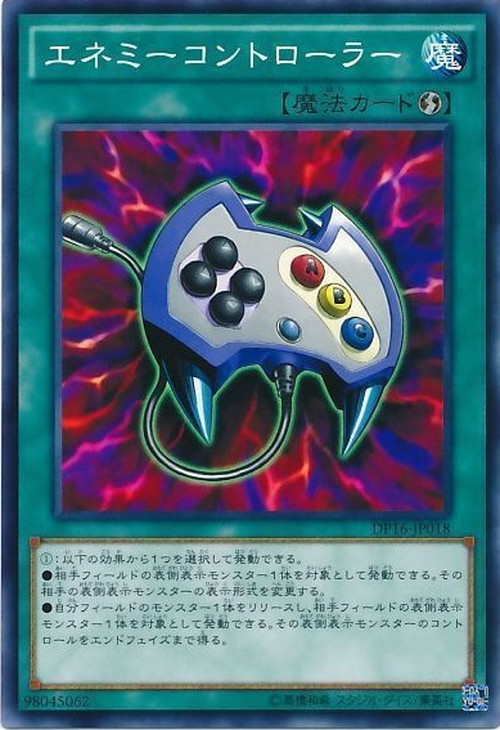 エネミーコントローラー
魔
【魔法カード】
A
B
C
DP16-JP018
①:以下の効果から1つを選択して発動できる。
●相手フィールドの表側表示モンスター1体を対象として発動できる。その
相手の表側表示モンスターの表示形式を変更する。
●自分フィールドのモンスター1体をリリースし、相手フィールドの表側表示
モンスター1体を対象として発動できる。その表側表示モンスターのコント
ロールをエンドフェイズまで得る。
98045062
©高橋和希 スタジオ・ダイス/集英社